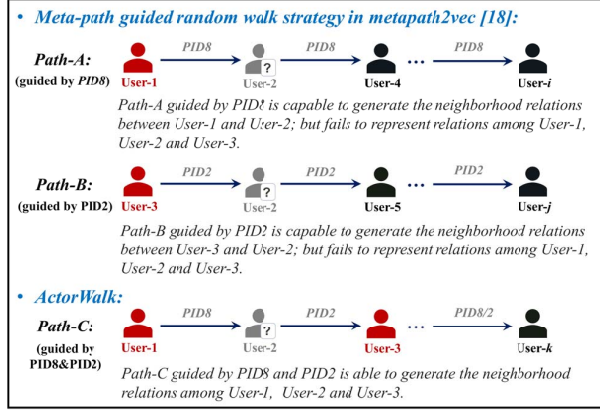 • Meta-path guided random walk strategy in metapath2vec [18]:
Path-A:
(guided by PID8)
PID8 PID8 ... PID8
?
User-1 User-2 User-4 User-i
Path-A guided by PID8 is capable to generate the neighborhood relations
between User-1 and User-2; but fails to represent relations among User-1,
User-2 and User-3.
Path-B:
(guided by PID2)
PID2 PID2 ... PID2
?
User-3 User-2 User-5 User-j
Path-B guided by PID2 is capable to generate the neighborhood relations
between User-3 and User-2; but fails to represent relations among User-1,
User-2 and User-3.
• ActorWalk:
Path-C:
(guided by
PID8&PID2)
PID8 PID2 ... PID8/2
?
User-1 User-2 User-3 User-k
Path-C guided by PID8 and PID2 is able to generate the neighborhood
relations among User-1, User-2 and User-3.